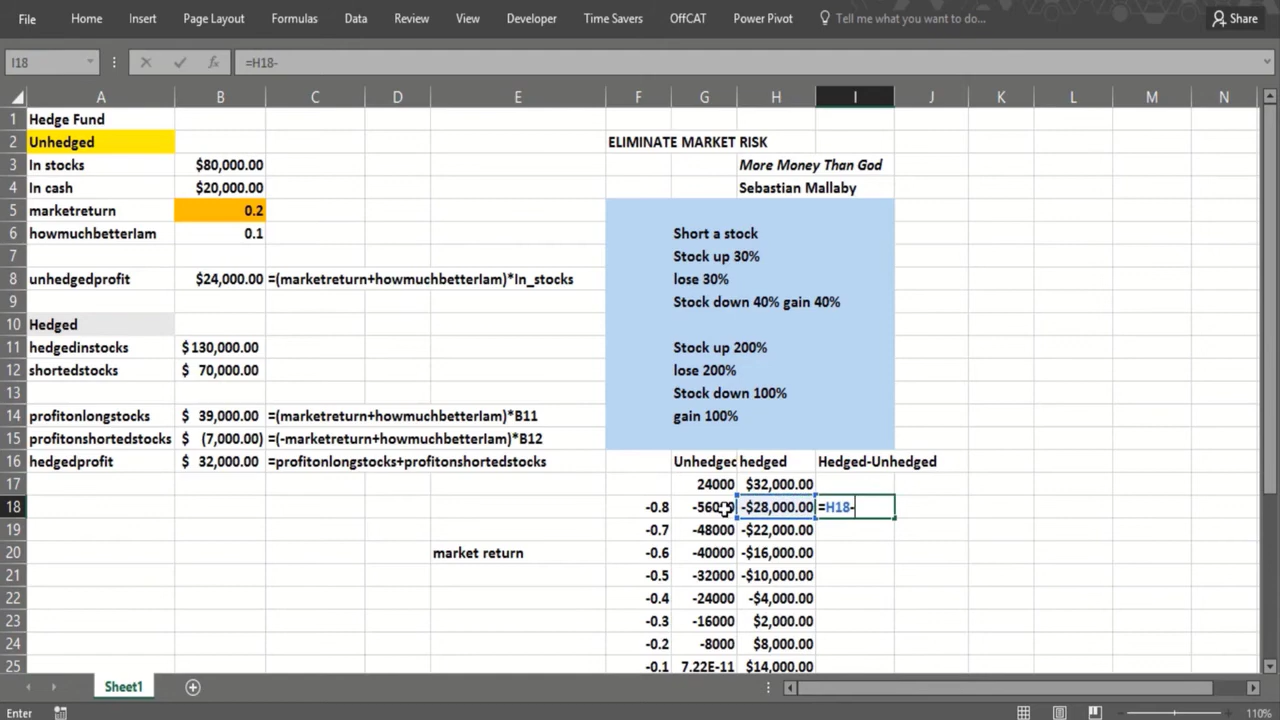 File Home Insert Page Layout Formulas Data Review View Developer Time Savers OffCAT Power Pivot Tell me what you want to do... Share
I18 fx =H18-
A B C D E F G H I J K L M N
1 Hedge Fund
2 Unhedged ELIMINATE MARKET RISK
3 In stocks $80,000.00 More Money Than God
4 In cash $20,000.00 Sebastian Mallaby
5 marketreturn 0.2
6 howmuchbetterIam 0.1 Short a stock
7 Stock up 30%
8 unhedgedprofit $24,000.00 =(marketreturn+howmuchbetterIam)*In_stocks lose 30%
9 Stock down 40% gain 40%
10 Hedged
11 hedgedinstocks $130,000.00 Stock up 200%
12 shortedstocks $ 70,000.00 lose 200%
13 Stock down 100%
14 profitonlongstocks $ 39,000.00 =(marketreturn+howmuchbetterIam)*B11 gain 100%
15 profitonshortedstocks $ (7,000.00) =(-marketreturn+howmuchbetterIam)*B12
16 hedgedprofit $ 32,000.00 =profitonlongstocks+profitonshortedstocks Unhedged hedged Hedged-Unhedged
17 24000 $32,000.00
18 -0.8 -56000 -$28,000.00 =H18-
19 -0.7 -48000 -$22,000.00
20 market return -0.6 -40000 -$16,000.00
21 -0.5 -32000 -$10,000.00
22 -0.4 -24000 -$4,000.00
23 -0.3 -16000 $2,000.00
24 -0.2 -8000 $8,000.00
25 -0.1 7.22E-11 $14,000.00
Sheet1
Enter 110%